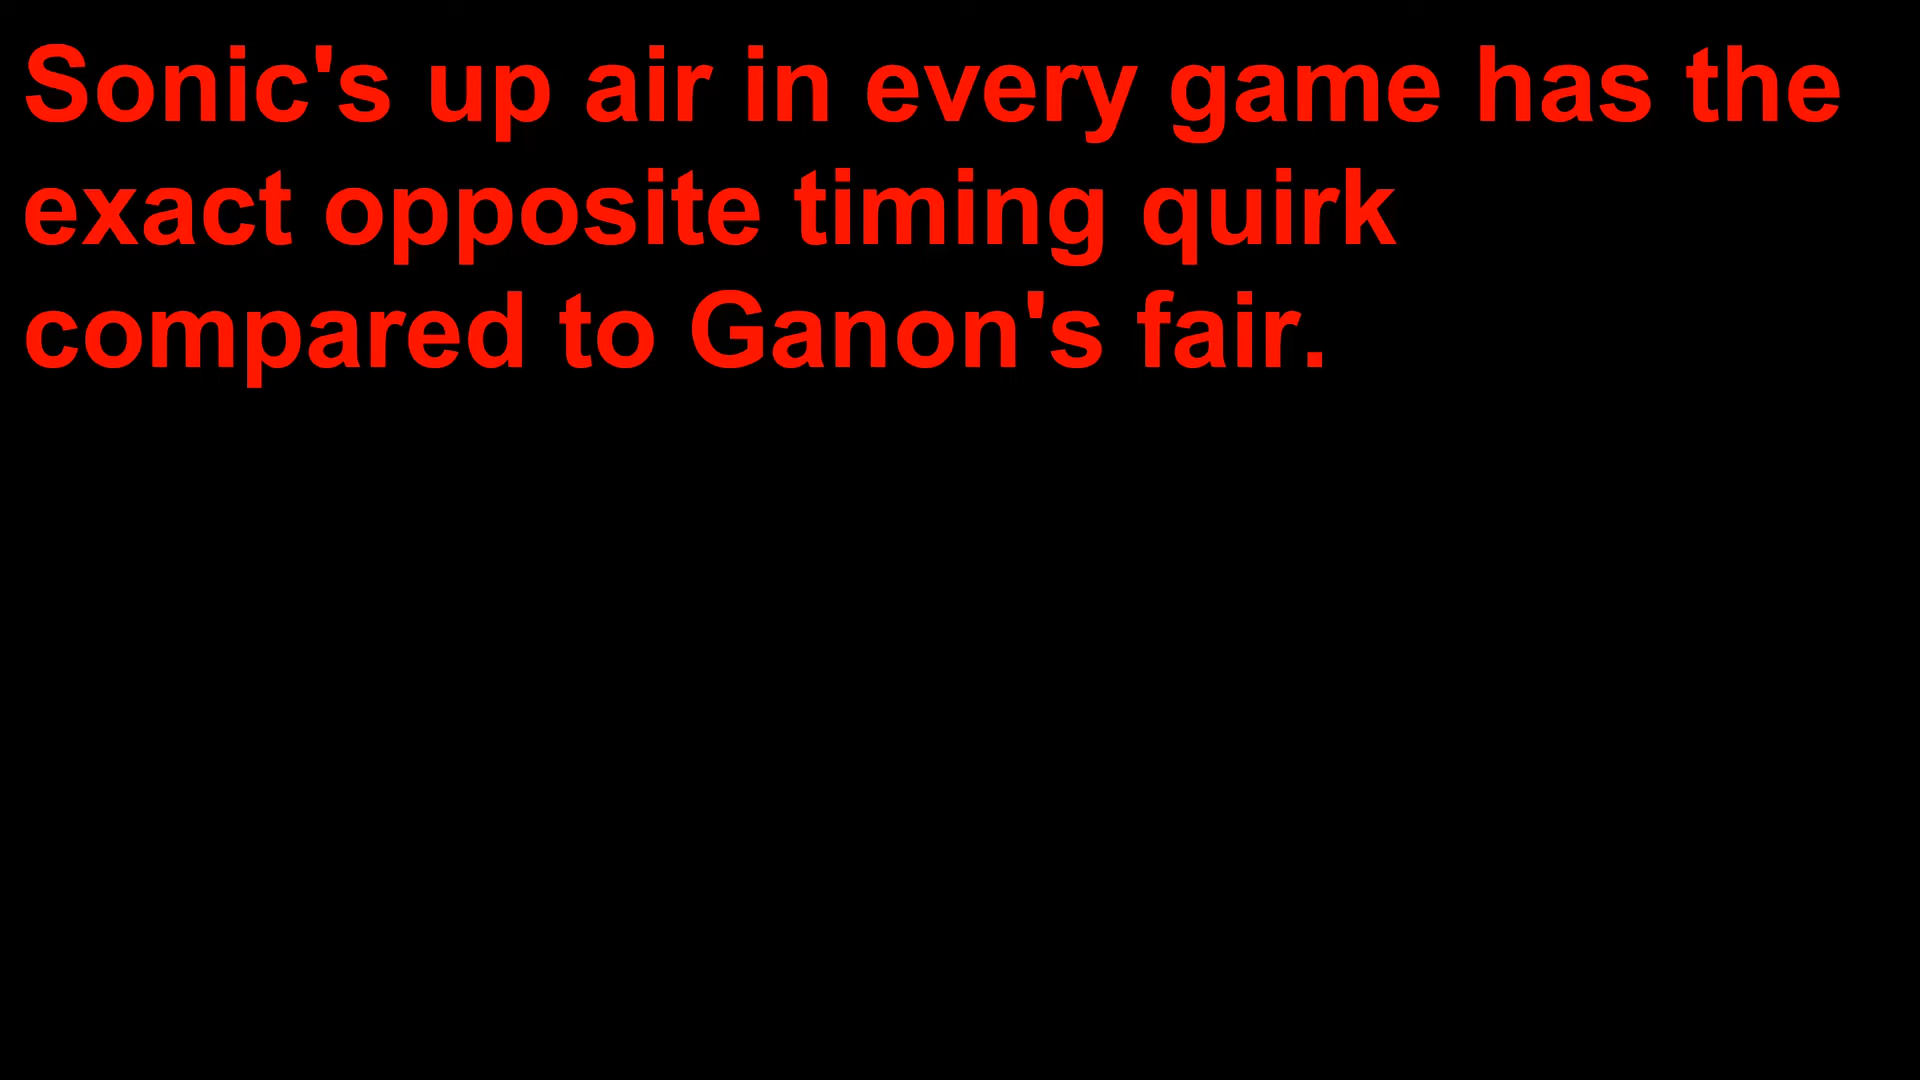 Sonic's up air in every game has the
exact opposite timing quirk
compared to Ganon's fair.